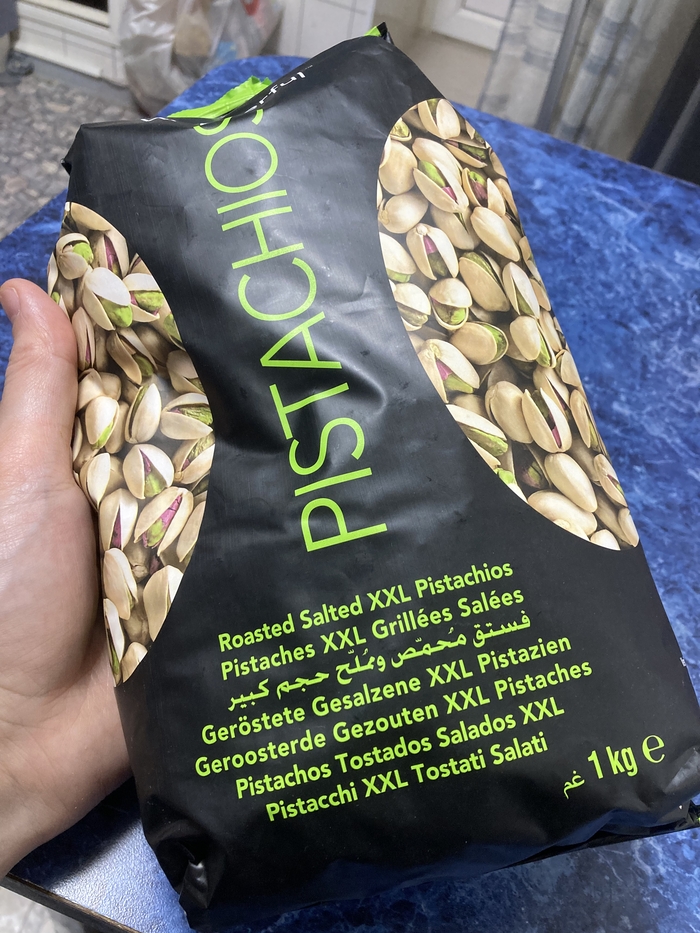 PISTACHIOS
Roasted Salted XXL Pistachios
Pistaches XXL Grillées Salées
فستق مُحمّص ومُلّح حجم كبير
Geröstete Gesalzene XXL Pistazien
Geroosterde Gezouten XXL Pistaches
Pistachos Tostados Salados XXL
Pistacchi XXL Tostati Salati
غم 1 kg e